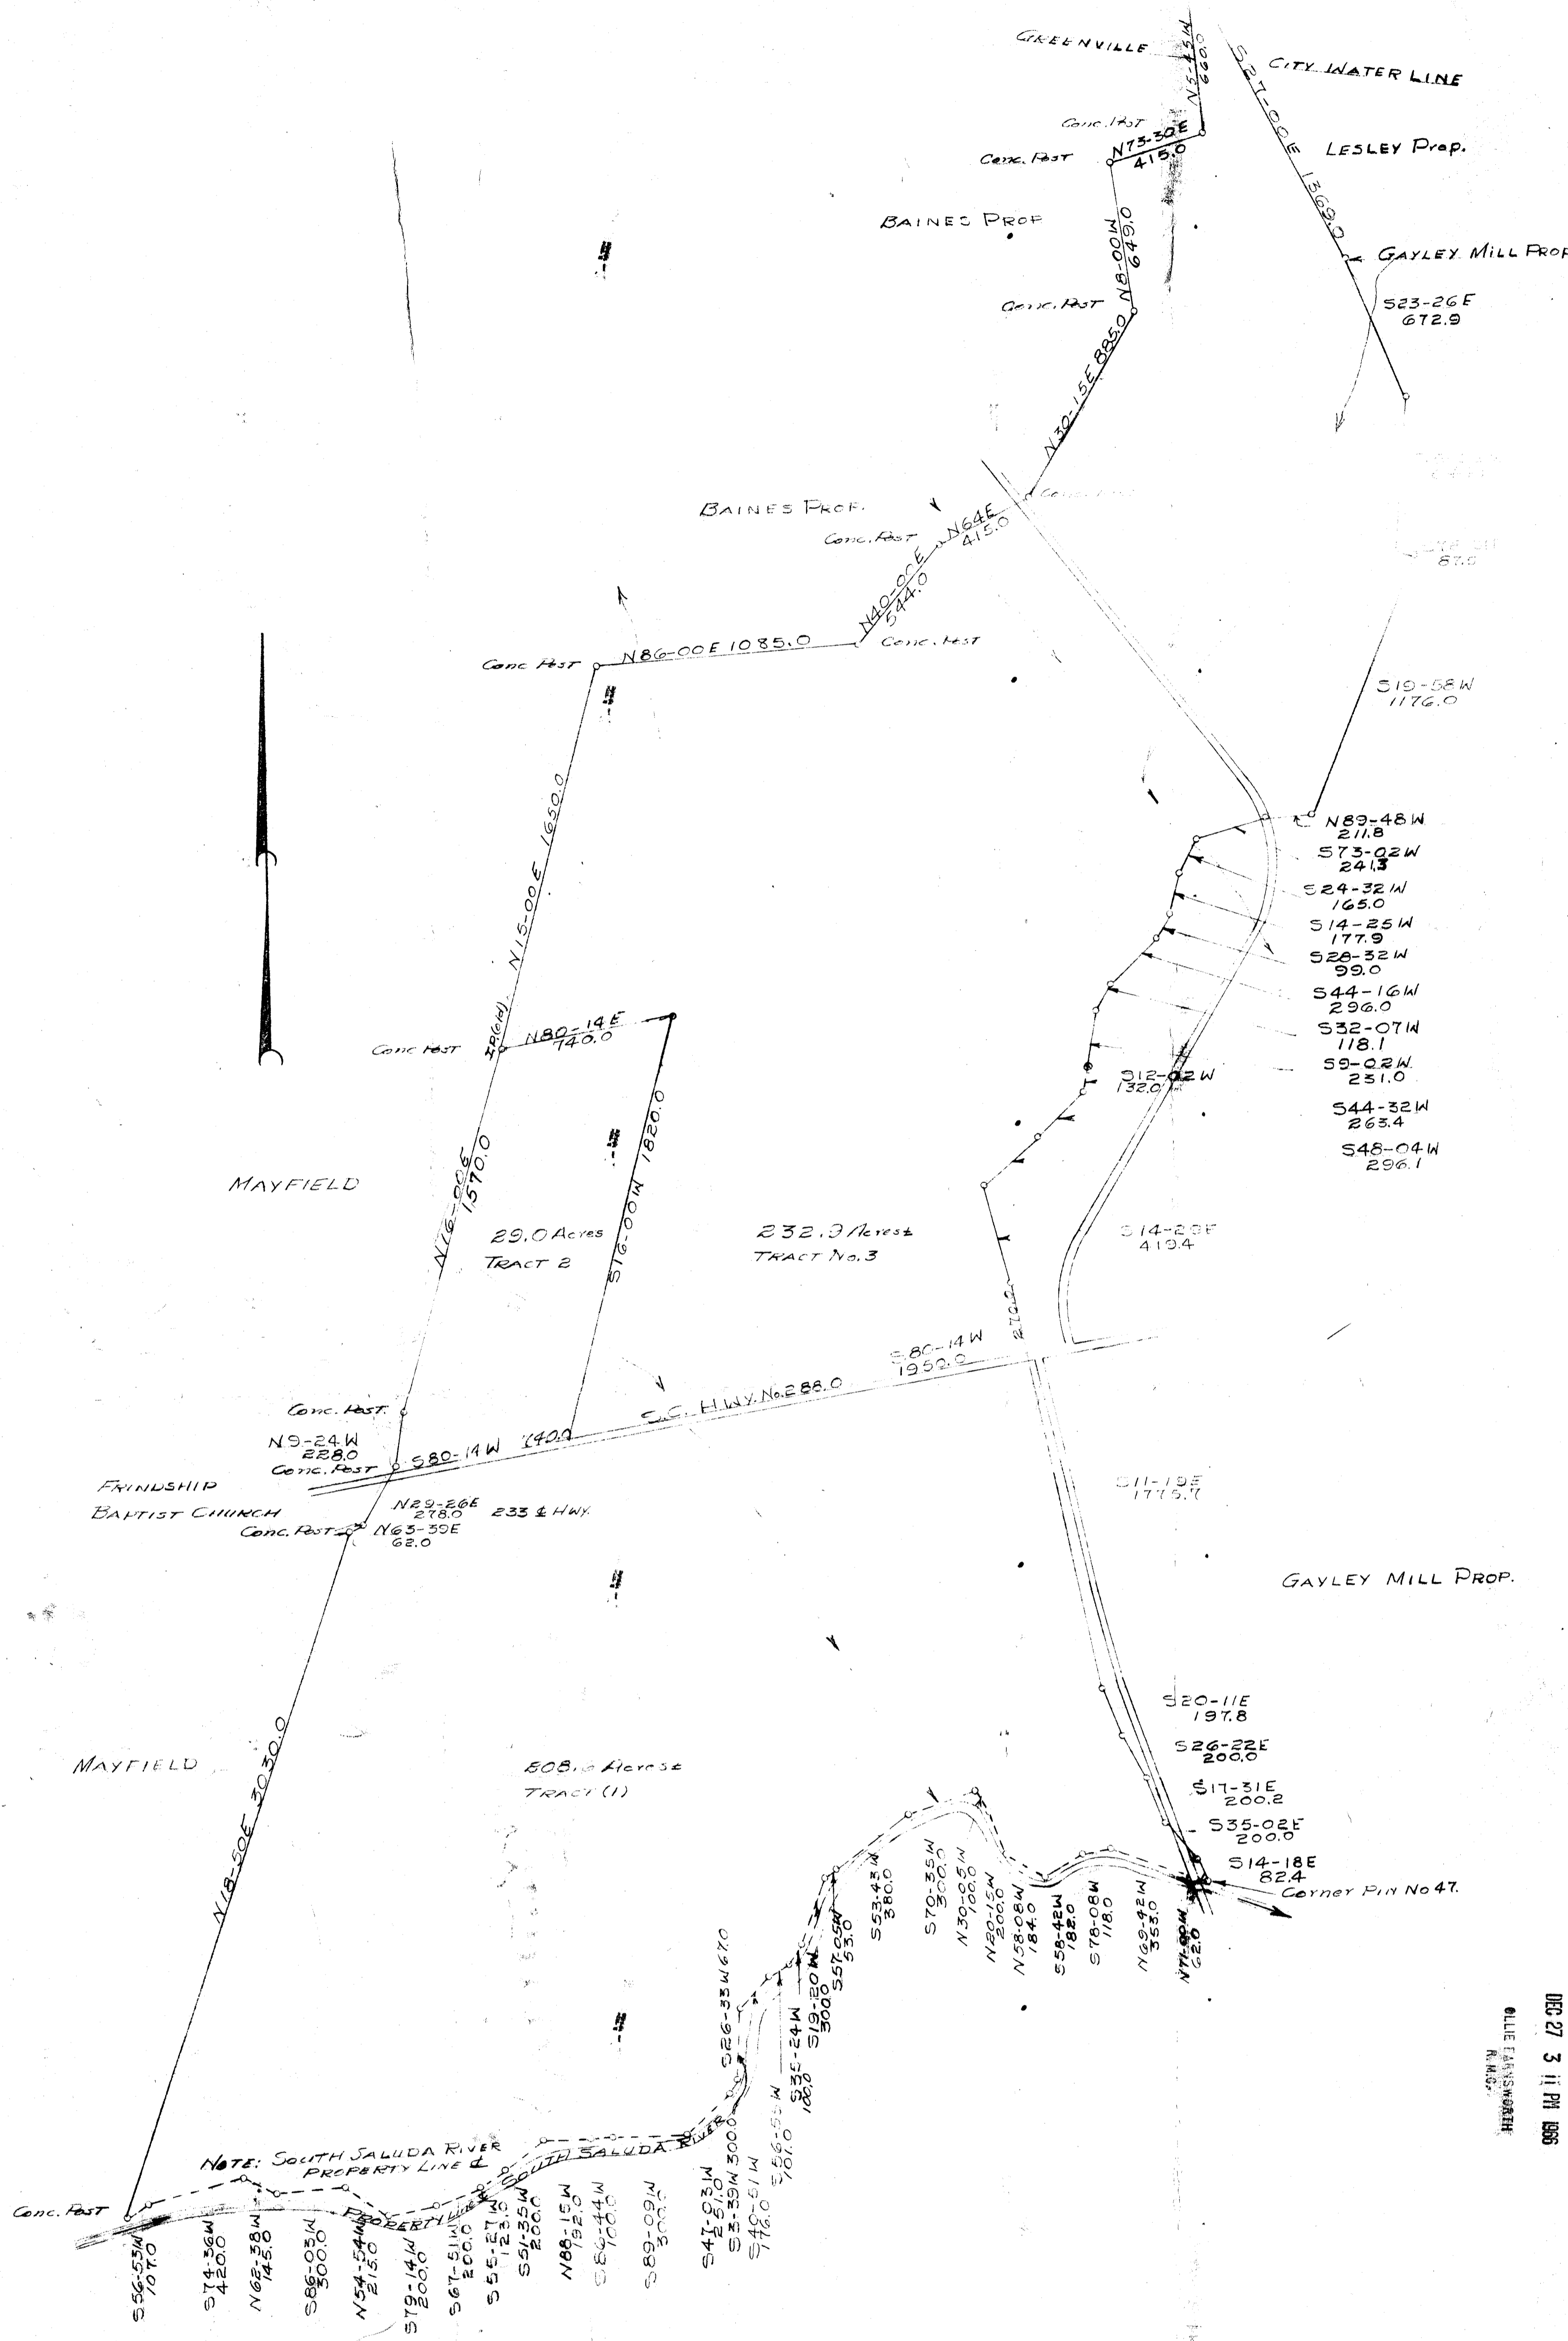 GREENVILLE
N5-45W
660.0
CITY WATER LINE
S27-00E 1369.0
Conc. Post
N73-30E
415.0
Conc. Post
LESLEY Prop.
BAINES PROP.
N8-00W
649.0
GAYLEY MILL PROP
Conc. Post
S23-26E
672.9
N30-15E 885.0
BAINES PROF.
Conc. Post
N64E
415.0
N40-00E
544.0
87.5
Conc. Post
N86-00E 1085.0
Conc. Post
S19-58W
1176.0
N15-00E 1650.0
N89-48W
211.8
S73-02W
241.3
S24-32W
165.0
S14-25W
177.9
S28-32W
99.0
S44-16W
296.0
S32-07W
118.1
S9-02W
231.0
S44-32W
263.4
S48-04W
296.1
Conc Post
N80-14E
740.0
S12-02W
132.0
N16-00E
1570.0
S16-00W 1820.0
MAYFIELD
29.0 Acres
TRACT 2
232.9 Acres±
TRACT No.3
S14-29E
419.4
270.2
S.80-14W
1950.0
S.C. HWY. No. 288.0
Conc. Post.
N9-24W
228.0
Conc. Post
S80-14W 740.0
FRINDSHIP
BAPTIST CHURCH
N29-26E
278.0
233 ℄ HWY.
Conc. Post
N63-39E
62.0
S11-19E
1775.7
GAYLEY MILL PROP.
N18-50E 3030.0
S20-11E
197.8
S26-22E
200.0
S17-31E
200.2
S35-02E
200.0
S14-18E
82.4
Corner Pin No 47.
MAYFIELD
Acres±
TRACT (1)
S26-33W 67.0
S35-24W
100.0
S19-20W
300.0
S57-05W
53.0
S53-43W
380.0
S70-35W
300.0
N30-05W
100.0
N20-15W
200.0
N58-08W
184.0
S58-42W
182.0
S78-08W
118.0
N69-42W
353.0
62.0
DEC 27 3 11 PM 1966
OLLIE FARNSWORTH
R.M.C.
NOTE: SOUTH SALUDA RIVER
PROPERTY LINE ℄
SOUTH SALUDA RIVER
PROPERTY LINE
Conc. Post
S56-53W
107.0
S74-36W
420.0
N62-38W
145.0
S86-03W
300.0
N54-54W
215.0
S79-14W
200.0
S67-51W
200.0
S55-27W
123.0
S51-35W
200.0
N88-15W
192.0
S86-44W
100.0
S89-09W
300.0
S47-03W
251.0
S3-39W 300.0
S40-51W
176.0
101.0